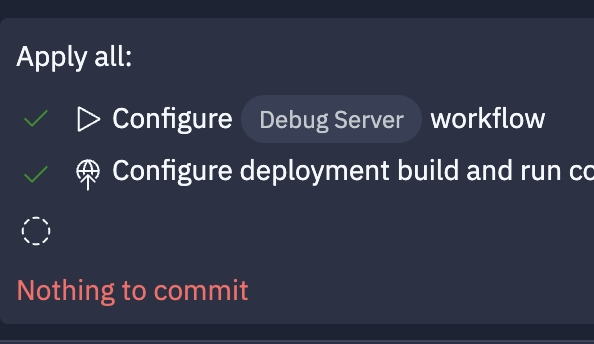 Apply all:
Configure Debug Server workflow
Configure deployment build and run co
Nothing to commit